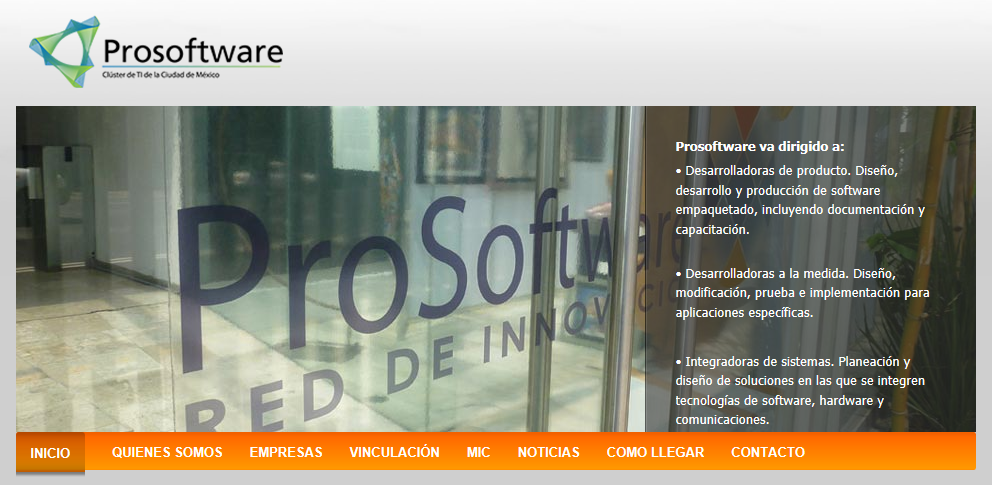 Prosoftware
Clúster de TI de la Ciudad de México
Prosoftware va dirigido a:
• Desarrolladoras de producto. Diseño,
desarrollo y producción de software
empaquetado, incluyendo documentación y
capacitación.
• Desarrolladoras a la medida. Diseño,
modificación, prueba e implementación para
aplicaciones específicas.
• Integradoras de sistemas. Planeación y
diseño de soluciones en las que se integren
tecnologías de software, hardware y
comunicaciones.
ProSoftware
RED DE INNOVACIÓ
INICIO
QUIENES SOMOS
EMPRESAS
VINCULACIÓN
MIC
NOTICIAS
COMO LLEGAR
CONTACTO